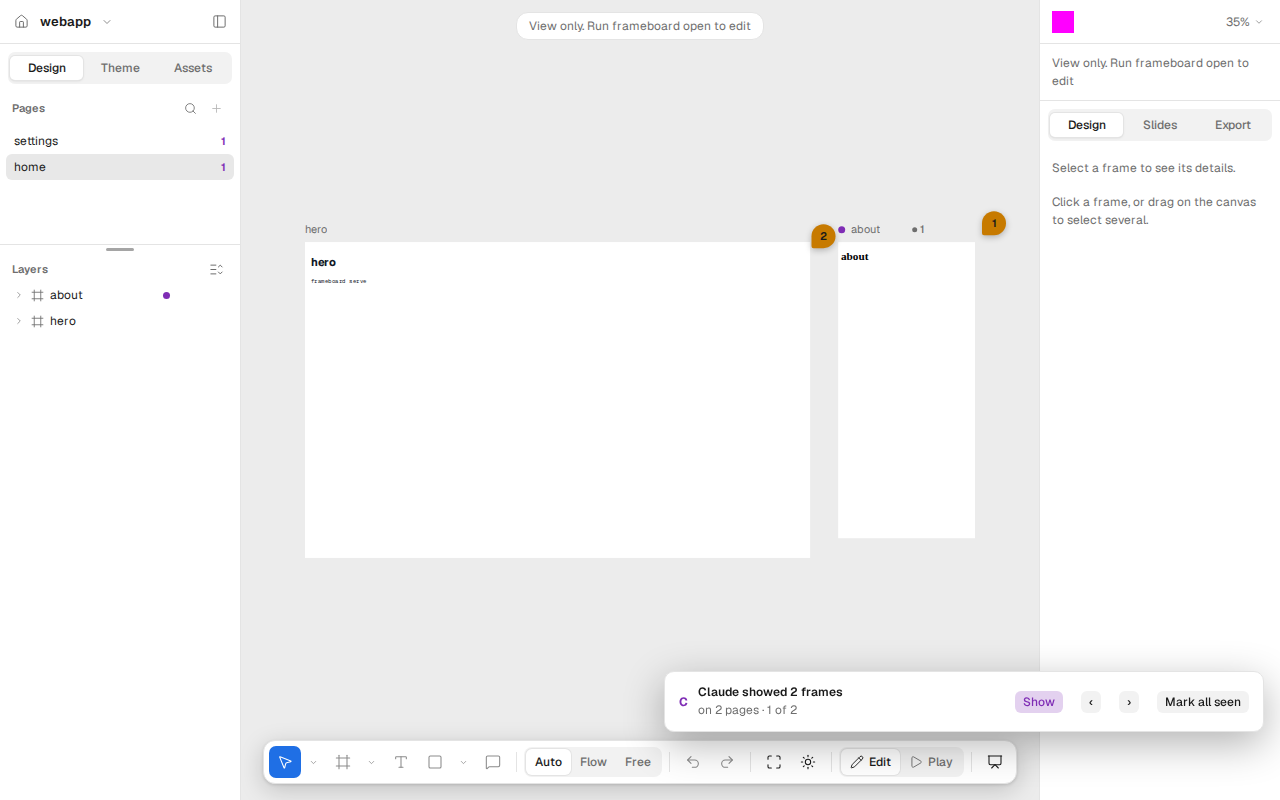 webapp
View only. Run frameboard open to edit
35%
View only. Run frameboard open to
edit
Design
Theme
Assets
Design
Slides
Export
Pages
settings
1
home
1
Select a frame to see its details.
Click a frame, or drag on the canvas
to select several.
hero
2
about
1
1
hero
frameboard serve
about
Layers
about
hero
C
Claude showed 2 frames
on 2 pages · 1 of 2
Show
‹
›
Mark all seen
Auto
Flow
Free
Edit
Play